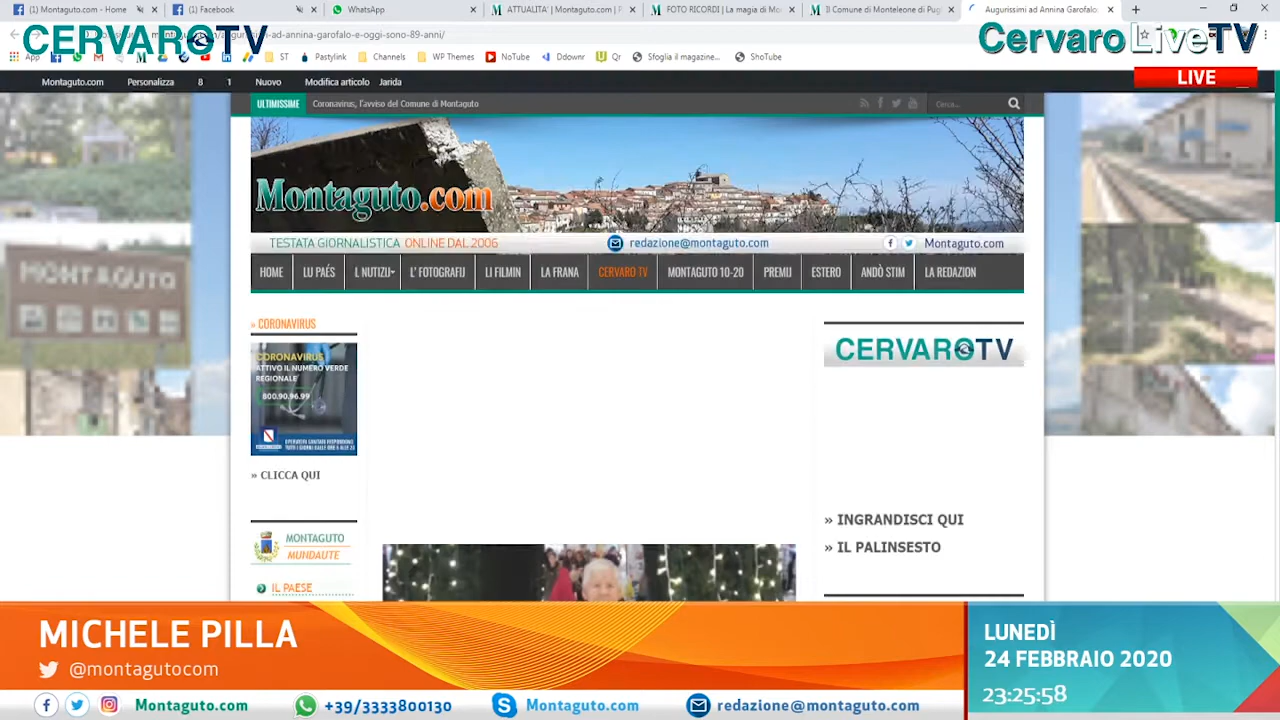 (1) Montaguto.com - Home
(1) Facebook
WhatsApp
ATTUALITA' | Montaguto.com | P
FOTO RICORDI | La magia di Mo
Il Comune di Monteleone di Pugl
Augurissimi ad Annina Garofalo
CERVAROTV
CervaroLiveTV
LIVE
ad-annina-garofalo-e-oggi-sono-89-anni/
App
ST
Pastylink
Channels
WP Themes
NoTube
Ddownr
Qr
Sfoglia il magazine...
ShoTube
Montaguto.com
Personalizza
8
1
Nuovo
Modifica articolo
Jarida
ULTIMISSIME
Coronavirus, l'avviso del Comune di Montaguto
Cerca...
Montaguto.com
TESTATA GIORNALISTICA ONLINE DAL 2006
redazione@montaguto.com
Montaguto.com
HOME
LU PAÉS
L NUTIZIJ
L' FOTOGRAFIJ
LI FILMIN
LA FRANA
CERVARO TV
MONTAGUTO 10-20
PREMIJ
ESTERO
ANDÒ STIM
LA REDAZION
MONTAGUTO
» CORONAVIRUS
CORONAVIRUS
ATTIVO IL NUMERO VERDE
REGIONALE
800.90.96.99
» CLICCA QUI
CERVAROTV
» INGRANDISCI QUI
» IL PALINSESTO
MONTAGUTO
MUNDAUTE
IL PAESE
MICHELE PILLA
@montagutocom
LUNEDÌ
24 FEBBRAIO 2020
23:25:58
Montaguto.com
+39/3333800130
Montaguto.com
redazione@montaguto.com